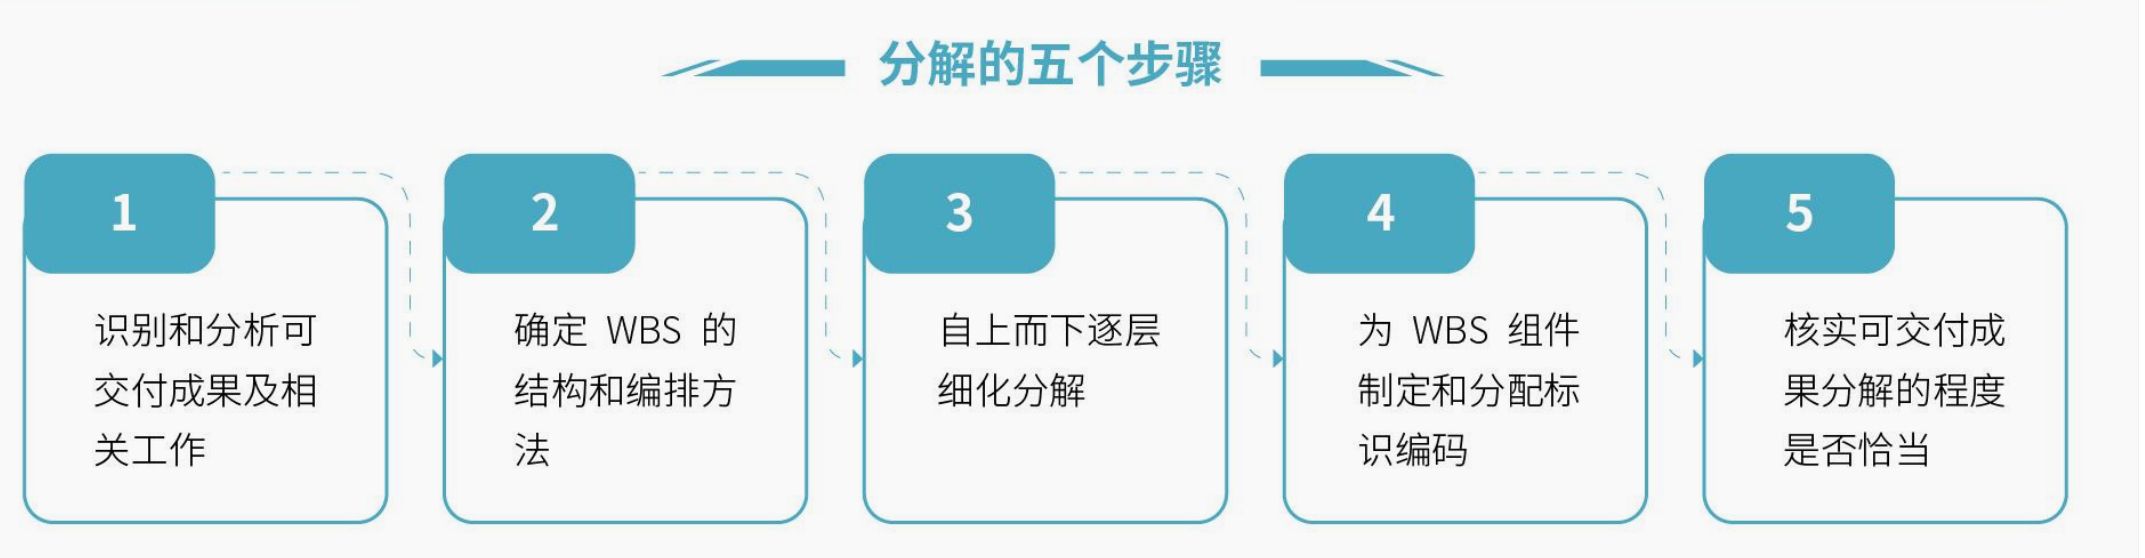 分解的五个步骤
1
识别和分析可
交付成果及相
关工作
2
确定 WBS 的
结构和编排方
法
3
自上而下逐层
细化分解
4
为 WBS 组件
制定和分配标
识编码
5
核实可交付成
果分解的程度
是否恰当